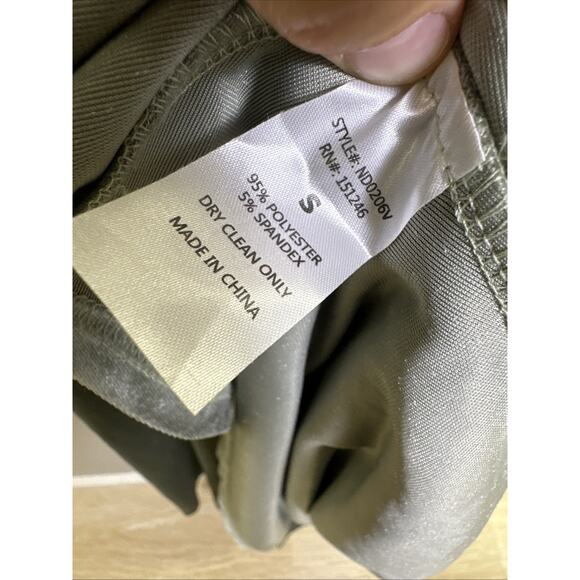 STYLE#: ND0206V
RN#: 151246
S
95% POLYESTER
5% SPANDEX
DRY CLEAN ONLY
MADE IN CHINA